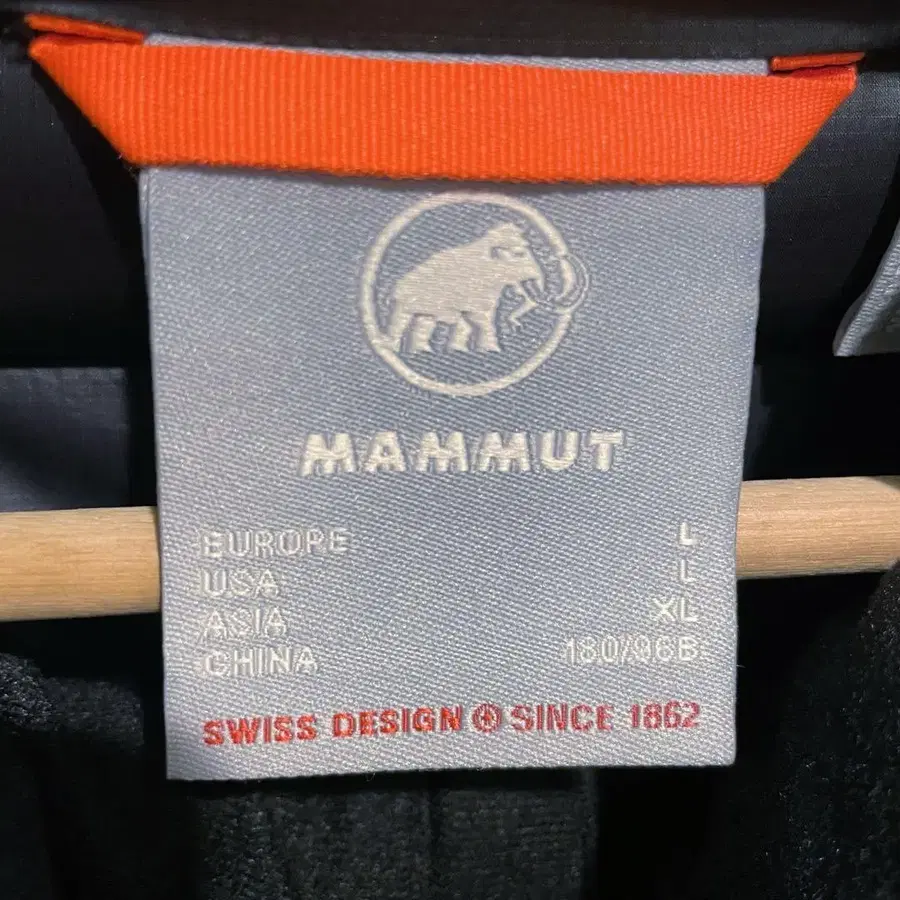 MAMMUT
EUROPE L
USA L
ASIA XL
CHINA 180/96B
SWISS DESIGN SINCE 1862